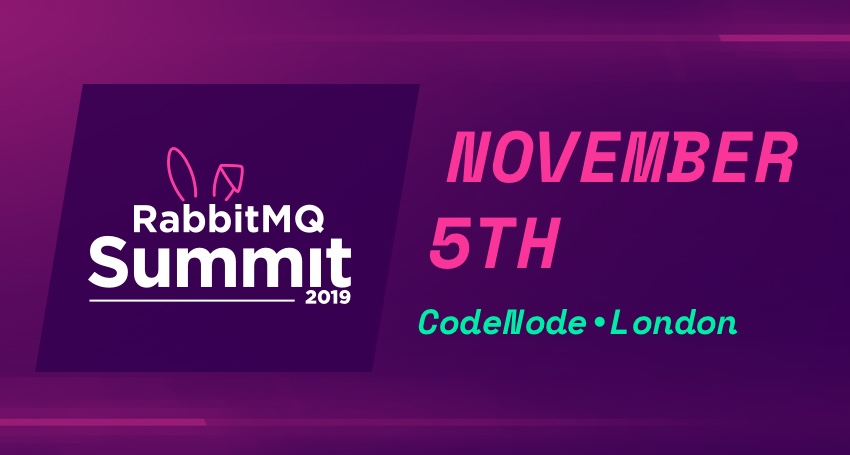 RabbitMQ
Summit
2019
NOVEMBER
5TH
CodeNode•London